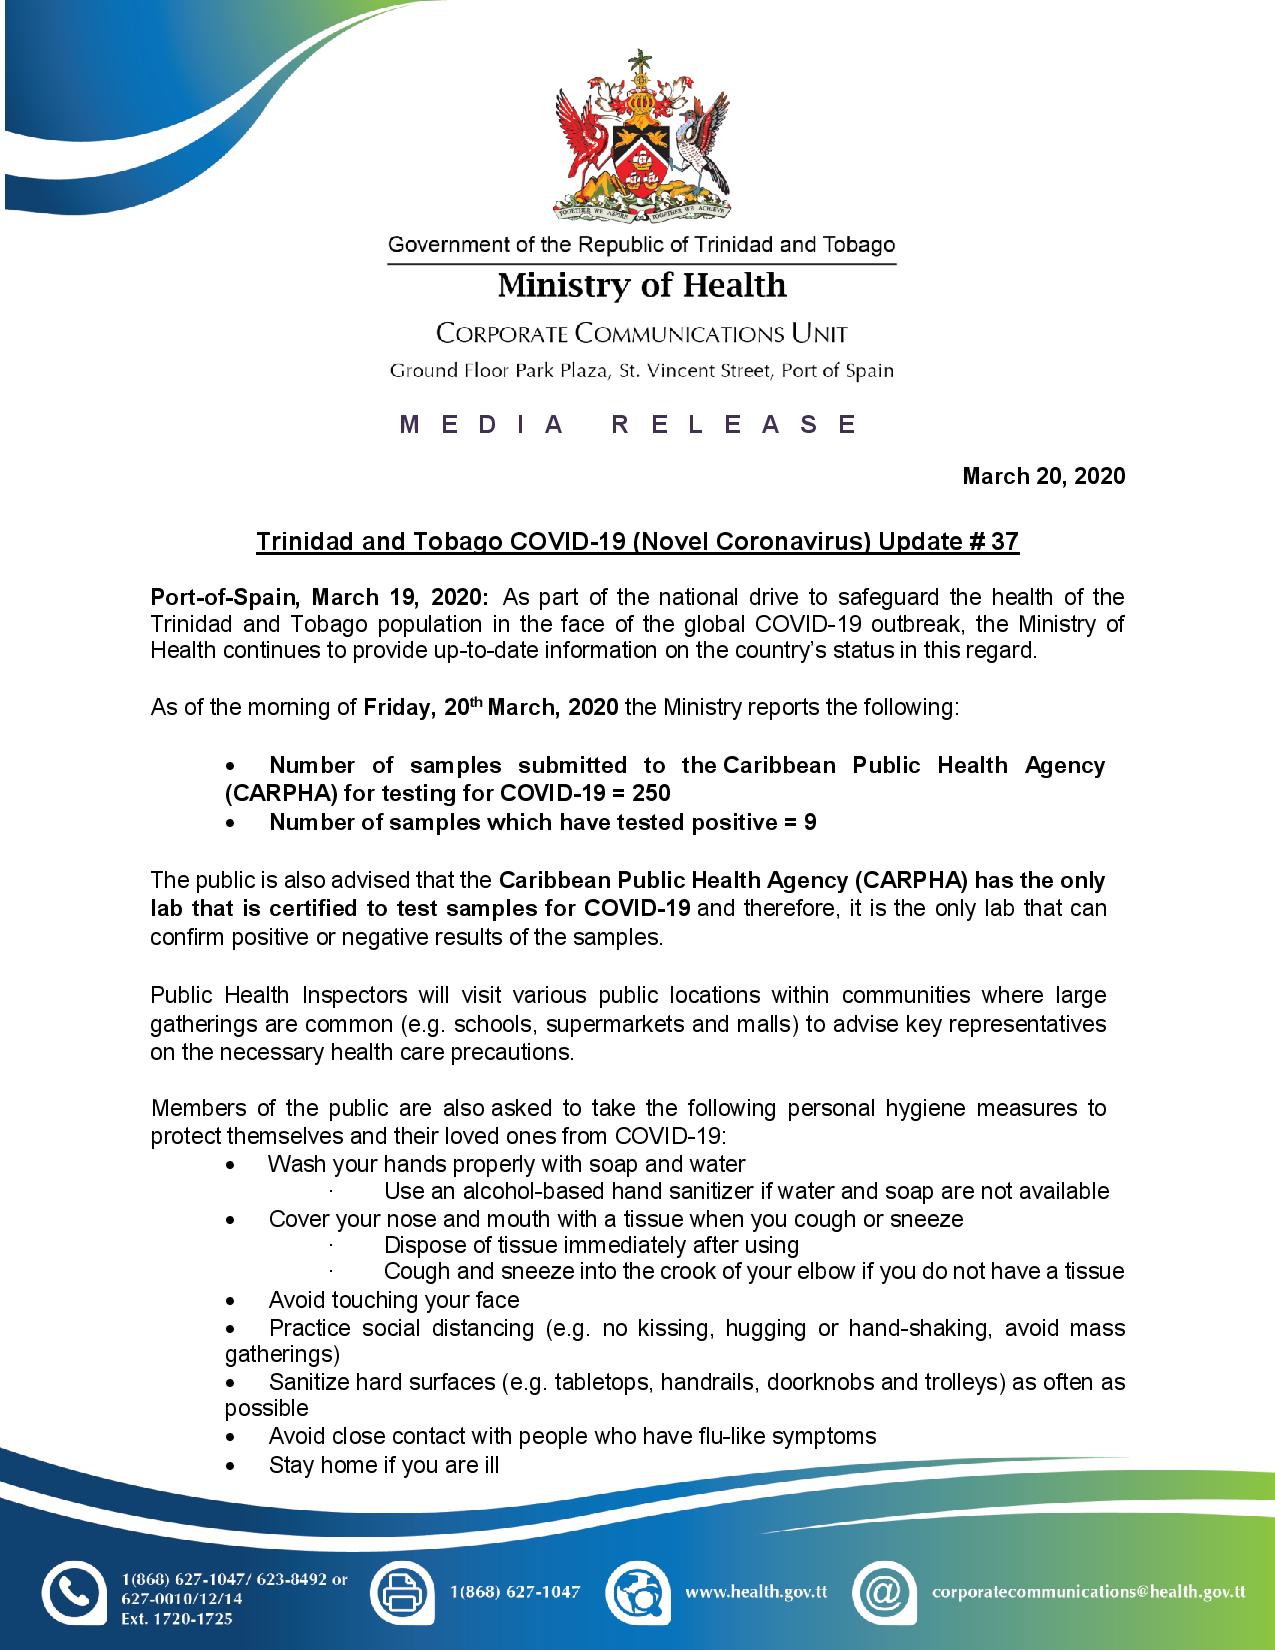 TOGETHER WE ASPIRE TOGETHER WE ACHIEVE
Government of the Republic of Trinidad and Tobago
Ministry of Health
CORPORATE COMMUNICATIONS UNIT
Ground Floor Park Plaza, St. Vincent Street, Port of Spain
MEDIA RELEASE
March 20, 2020
Trinidad and Tobago COVID-19 (Novel Coronavirus) Update # 37
Port-of-Spain, March 19, 2020: As part of the national drive to safeguard the health of the
Trinidad and Tobago population in the face of the global COVID-19 outbreak, the Ministry of
Health continues to provide up-to-date information on the country's status in this regard.
As of the morning of Friday, 20th March, 2020 the Ministry reports the following:
• Number of samples submitted to the Caribbean Public Health Agency
(CARPHA) for testing for COVID-19 = 250
• Number of samples which have tested positive = 9
The public is also advised that the Caribbean Public Health Agency (CARPHA) has the only
lab that is certified to test samples for COVID-19 and therefore, it is the only lab that can
confirm positive or negative results of the samples.
Public Health Inspectors will visit various public locations within communities where large
gatherings are common (e.g. schools, supermarkets and malls) to advise key representatives
on the necessary health care precautions.
Members of the public are also asked to take the following personal hygiene measures to
protect themselves and their loved ones from COVID-19:
• Wash your hands properly with soap and water
· Use an alcohol-based hand sanitizer if water and soap are not available
• Cover your nose and mouth with a tissue when you cough or sneeze
· Dispose of tissue immediately after using
· Cough and sneeze into the crook of your elbow if you do not have a tissue
• Avoid touching your face
• Practice social distancing (e.g. no kissing, hugging or hand-shaking, avoid mass
gatherings)
• Sanitize hard surfaces (e.g. tabletops, handrails, doorknobs and trolleys) as often as
possible
• Avoid close contact with people who have flu-like symptoms
• Stay home if you are ill
1(868) 627-1047/ 623-8492 or
627-0010/12/14
Ext. 1720-1725
1(868) 627-1047
www.health.gov.tt
@
corporatecommunications@health.gov.tt